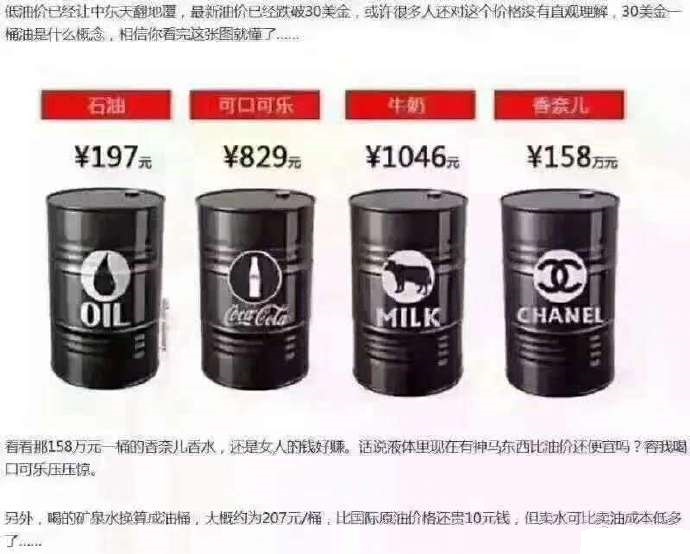 低油价已经让中东天翻地覆，最新油价已经跌破30美金，或许很多人还对这个价格没有直观理解，30美金一
桶油是什么概念，相信你看完这张图就懂了……
石油 可口可乐 牛奶 香奈儿
¥197元 ¥829元 ¥1046元 ¥158万元
OIL Coca-Cola MILK CHANEL
看看那158万元一桶的香奈儿香水，还是女人的钱好赚。话说液体里现在有神马东西比油价还便宜吗？容我喝
口可乐压压惊。
另外，喝的矿泉水换算成油桶，大概约为207元/桶，比国际原油价格还贵10元钱，但卖水可比卖油成本低多
了……